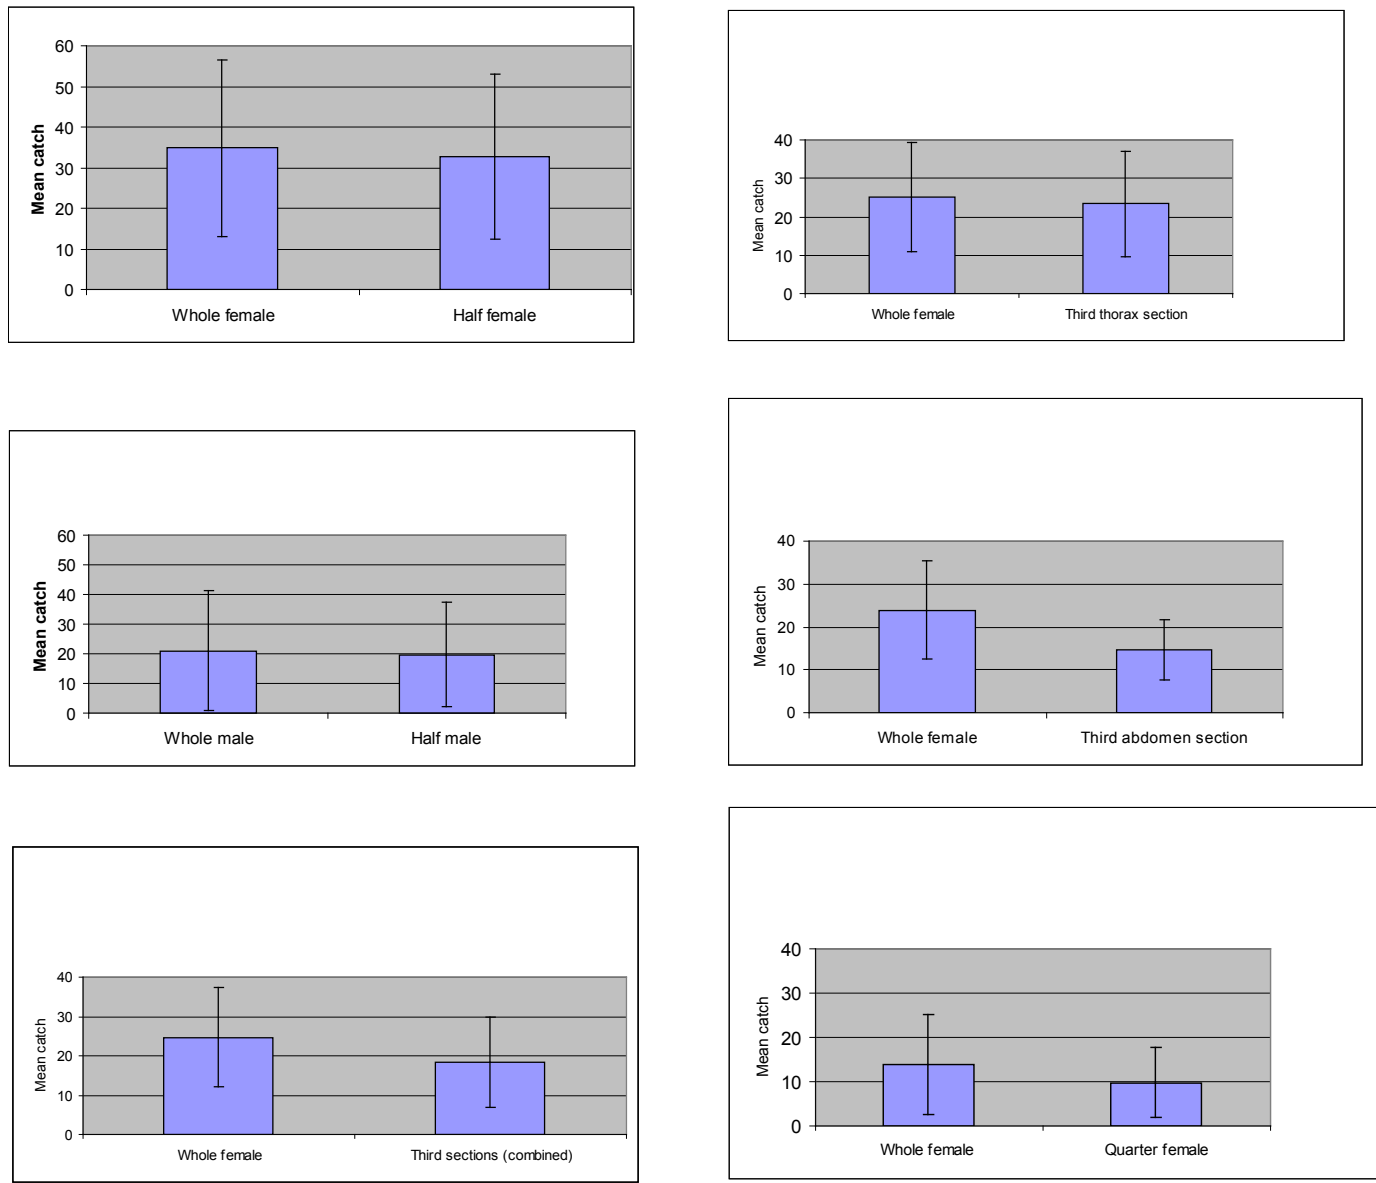 60
50
40
30
20
10
0
Mean catch
Whole female Half female
40
30
20
10
0
Mean catch
Whole female Third thorax section
60
50
40
30
20
10
0
Mean catch
Whole male Half male
40
30
20
10
0
Mean catch
Whole female Third abdomen section
40
30
20
10
0
Mean catch
Whole female Third sections (combined)
40
30
20
10
0
Mean catch
Whole female Quarter female